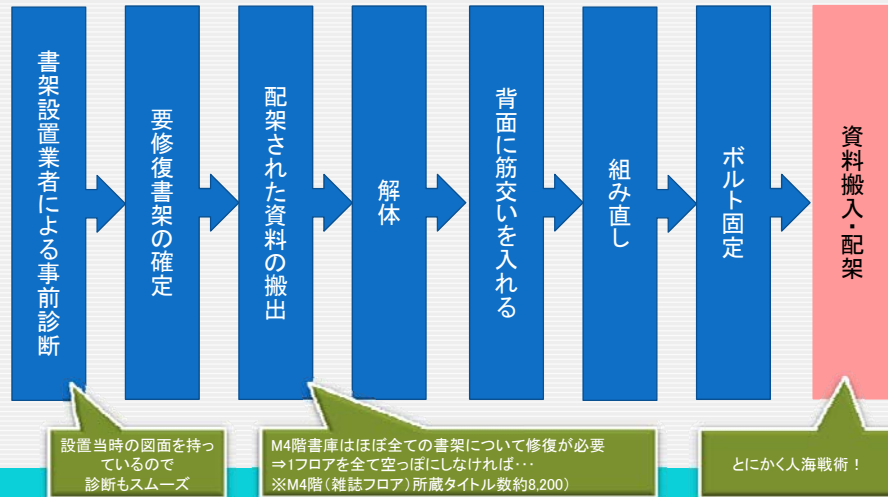 書架設置業者による事前診断
要修復書架の確定
配架された資料の搬出
解体
背面に筋交いを入れる
組み直し
ボルト固定
資料搬入・配架
設置当時の図面を持っ
ているので
診断もスムーズ
M4階書庫はほぼ全ての書架について修復が必要
⇒1フロアを全て空っぽにしなければ・・・
※M4階(雑誌フロア)所蔵タイトル数約8,200)
とにかく人海戦術！